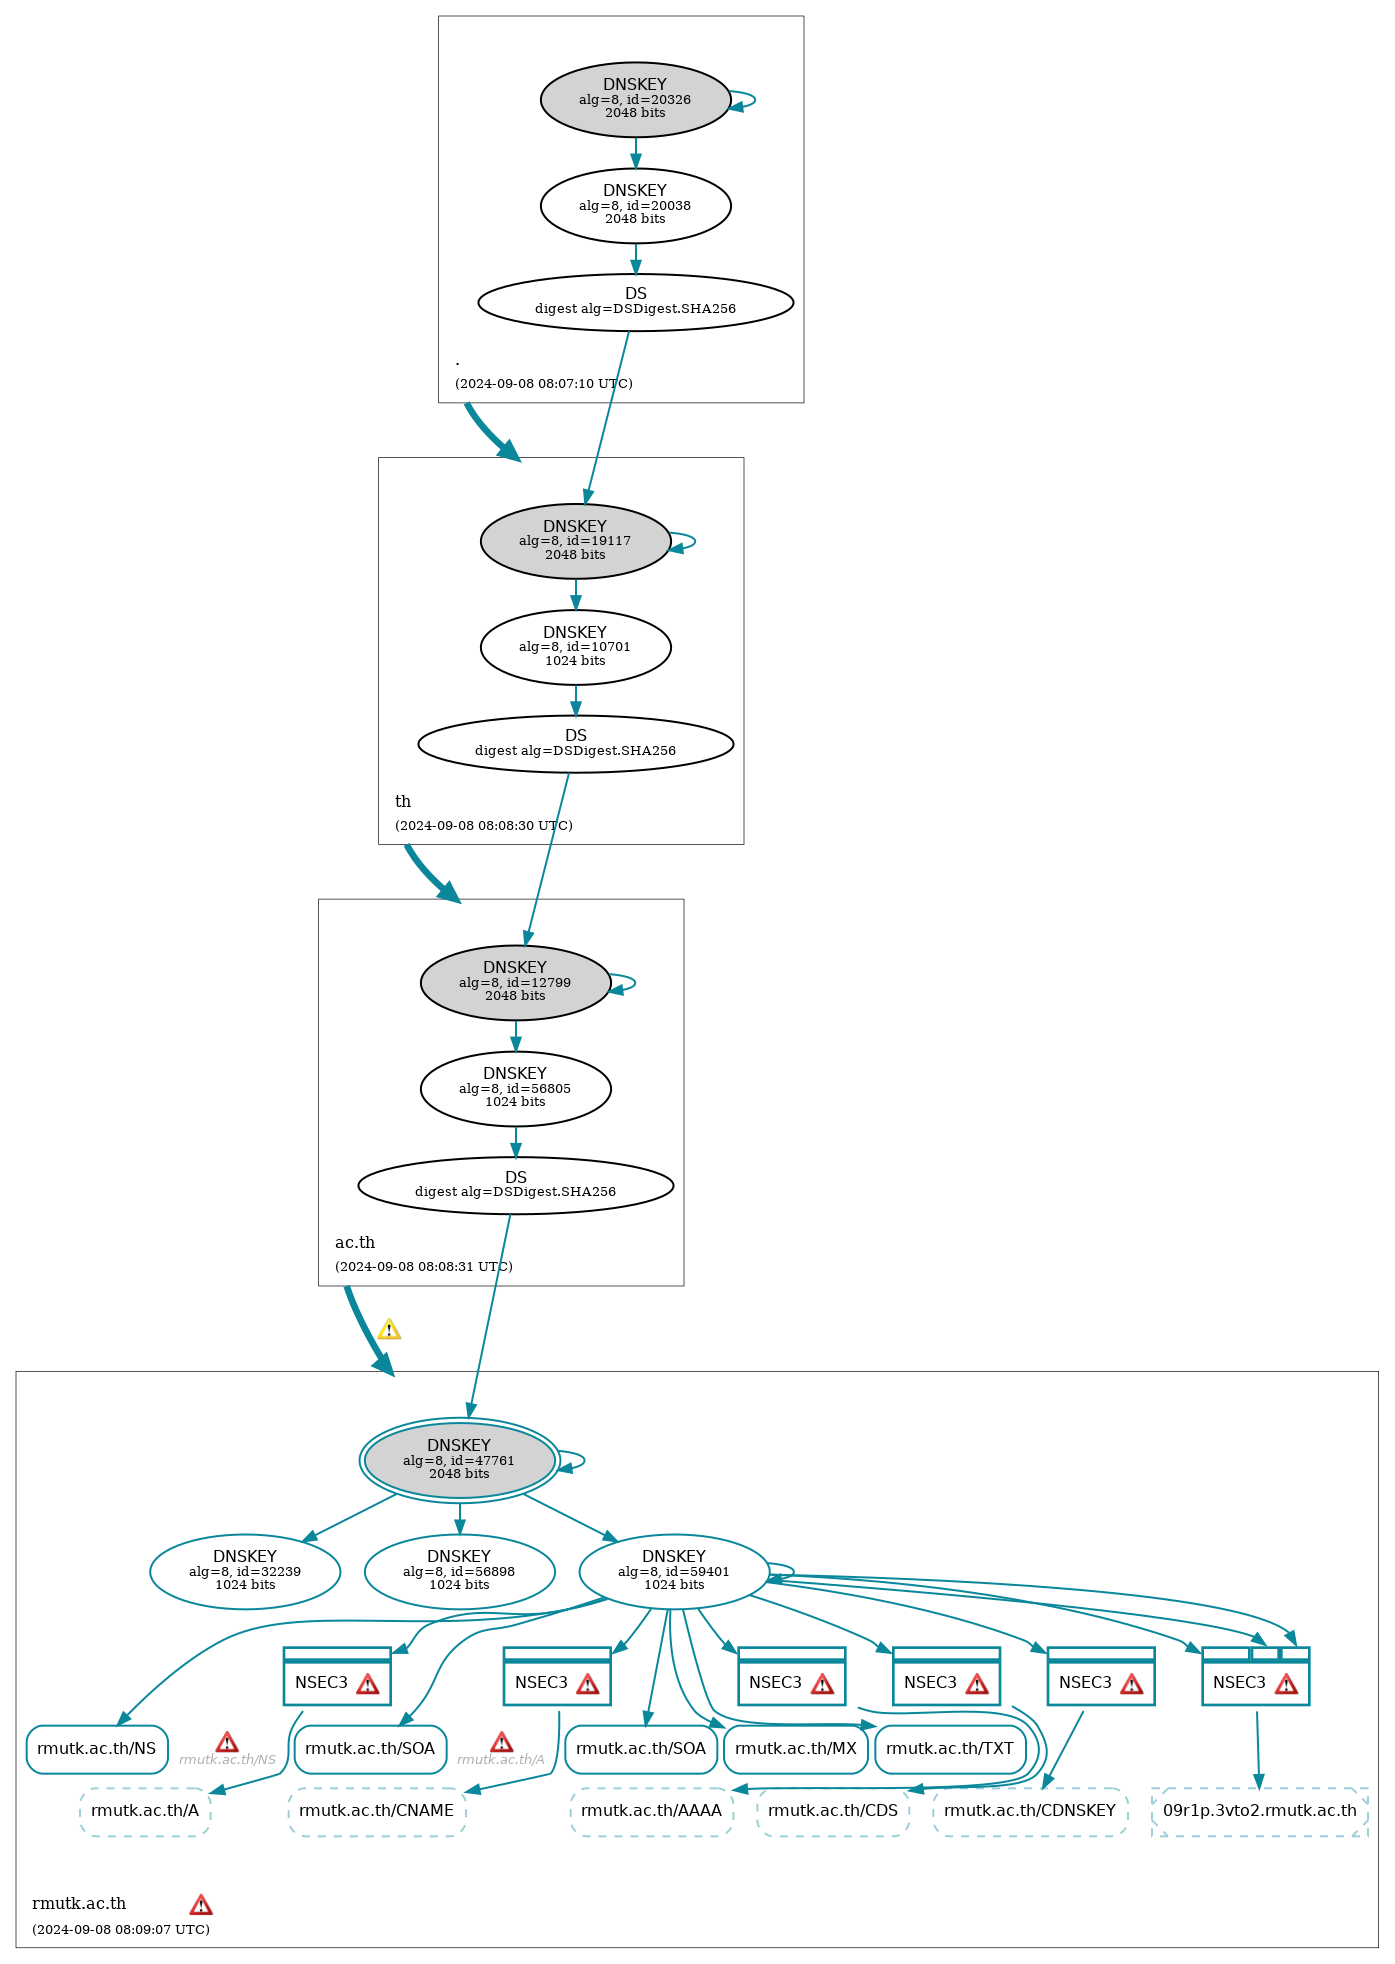 DNSKEY
alg=8, id=20326
2048 bits
DNSKEY
alg=8, id=20038
2048 bits
DS
digest alg=DSDigest.SHA256
.
(2024-09-08 08:07:10 UTC)
DNSKEY
alg=8, id=19117
2048 bits
DNSKEY
alg=8, id=10701
1024 bits
DS
digest alg=DSDigest.SHA256
th
(2024-09-08 08:08:30 UTC)
DNSKEY
alg=8, id=12799
2048 bits
DNSKEY
alg=8, id=56805
1024 bits
DS
digest alg=DSDigest.SHA256
ac.th
(2024-09-08 08:08:31 UTC)
DNSKEY
alg=8, id=47761
2048 bits
DNSKEY
alg=8, id=32239
1024 bits
DNSKEY
alg=8, id=56898
1024 bits
DNSKEY
alg=8, id=59401
1024 bits
NSEC3
NSEC3
NSEC3
NSEC3
NSEC3
NSEC3
rmutk.ac.th/NS
rmutk.ac.th/NS
rmutk.ac.th/SOA
rmutk.ac.th/A
rmutk.ac.th/SOA
rmutk.ac.th/MX
rmutk.ac.th/TXT
rmutk.ac.th/A
rmutk.ac.th/CNAME
rmutk.ac.th/AAAA
rmutk.ac.th/CDS
rmutk.ac.th/CDNSKEY
09r1p.3vto2.rmutk.ac.th
rmutk.ac.th
(2024-09-08 08:09:07 UTC)